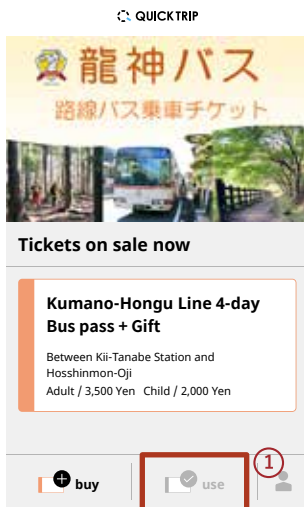 QUICKTRIP
龍神バス
路線バス乗車チケット
Tickets on sale now
Kumano-Hongu Line 4-day
Bus pass + Gift
Between Kii-Tanabe Station and
Hosshinmon-Oji
Adult / 3,500 Yen Child / 2,000 Yen
①
buy
use